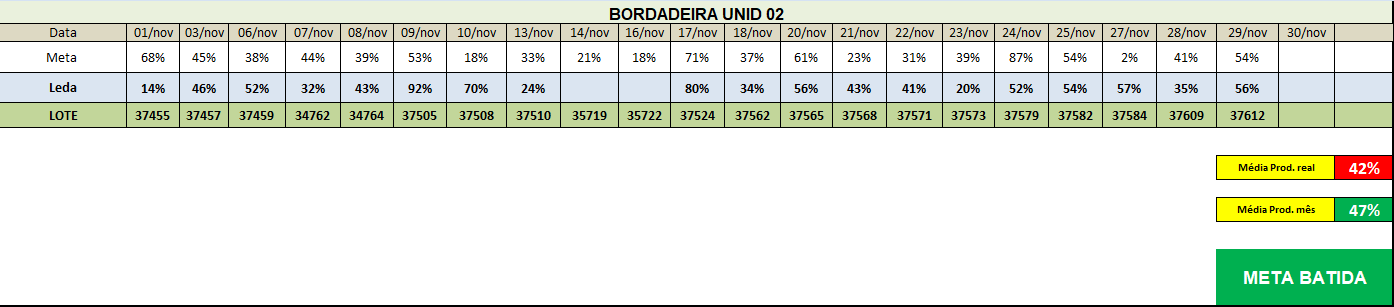 BORDADEIRA UNID 02
Data 01/nov 03/nov 06/nov 07/nov 08/nov 09/nov 10/nov 13/nov 14/nov 16/nov 17/nov 18/nov 20/nov 21/nov 22/nov 23/nov 24/nov 25/nov 27/nov 28/nov 29/nov 30/nov
Meta 68% 45% 38% 44% 39% 53% 18% 33% 21% 18% 71% 37% 61% 23% 31% 39% 87% 54% 2% 41% 54%
Leda 14% 46% 52% 32% 43% 92% 70% 24% 80% 34% 56% 43% 41% 20% 52% 54% 57% 35% 56%
LOTE 37455 37457 37459 34762 34764 37505 37508 37510 35719 35722 37524 37562 37565 37568 37571 37573 37579 37582 37584 37609 37612
Média Prod. real 42%
Média Prod. mês 47%
META BATIDA